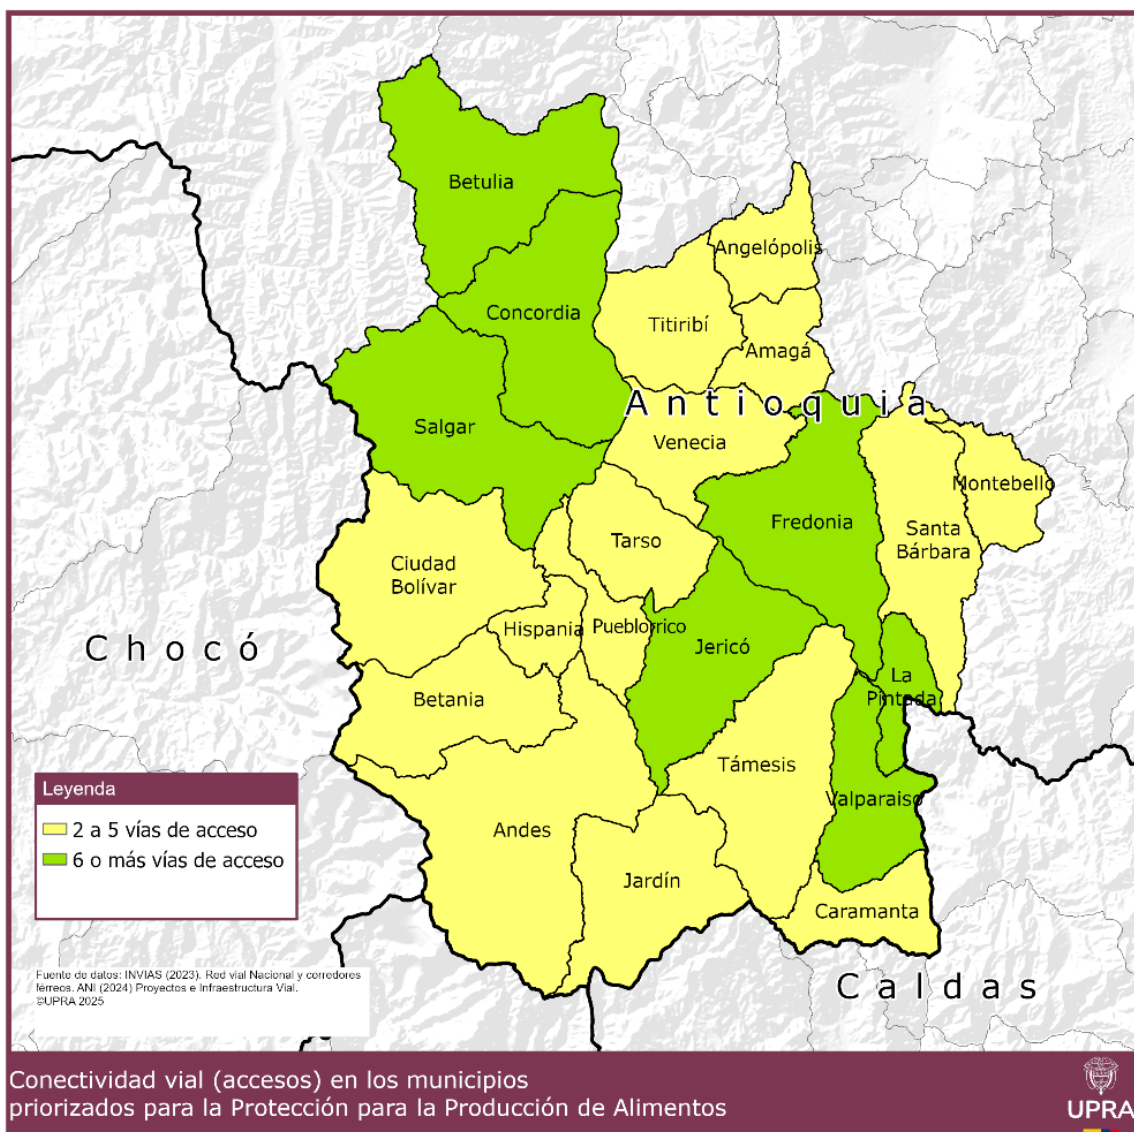 Betulia
Angelópolis
Concordia
Titiribí
Amagá
Antioquia
Salgar
Venecia
Montebello
Fredonia
Santa
Bárbara
Tarso
Ciudad
Bolívar
Hispania
Pueblorrico
Chocó
Jericó
La
Pintada
Betania
Támesis
Valparaiso
Leyenda
2 a 5 vías de acceso
6 o más vías de acceso
Andes
Jardín
Caramanta
Caldas
Fuente de datos: INVIAS (2023). Red vial Nacional y corredores
férreos. ANI (2024) Proyectos e Infraestructura Vial.
©UPRA 2025
Conectividad vial (accesos) en los municipios
priorizados para la Protección para la Producción de Alimentos
UPRA